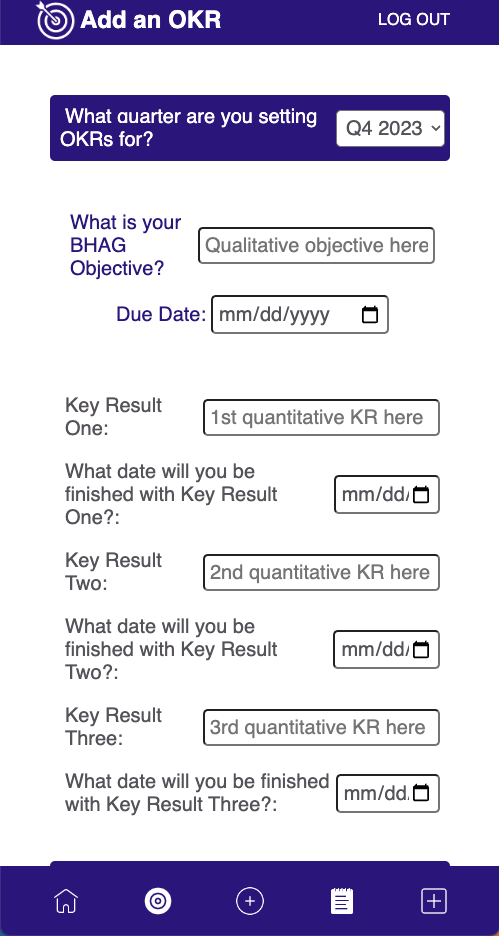 Add an OKR
LOG OUT
What quarter are you setting
OKRs for?
Q4 2023
What is your
BHAG
Objective?
Qualitative objective here
Due Date:
mm/dd/yyyy
Key Result
One:
1st quantitative KR here
What date will you be
finished with Key Result
One?:
mm/dd/
Key Result
Two:
2nd quantitative KR here
What date will you be
finished with Key Result
Two?:
mm/dd/
Key Result
Three:
3rd quantitative KR here
What date will you be finished
with Key Result Three?:
mm/dd